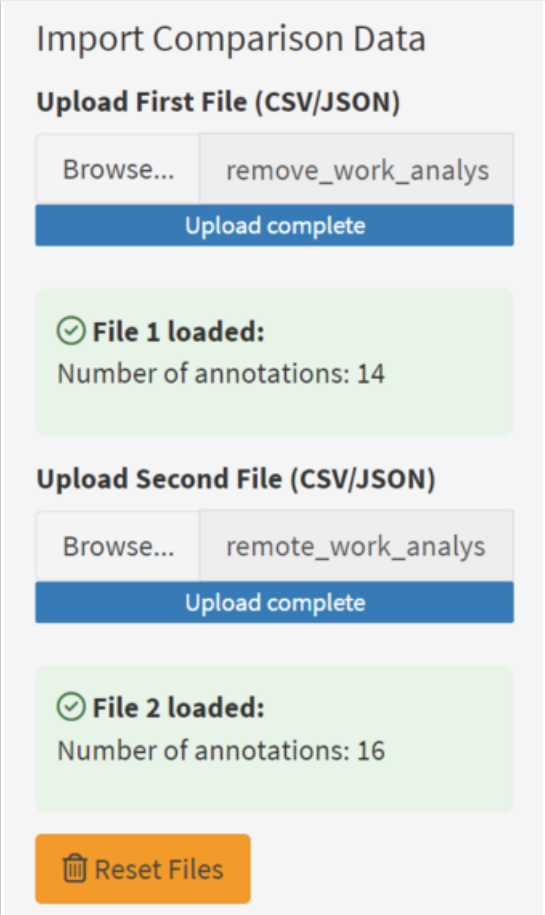 Import Comparison Data
Upload First File (CSV/JSON)
Browse... remove_work_analys
Upload complete
File 1 loaded:
Number of annotations: 14
Upload Second File (CSV/JSON)
Browse... remote_work_analys
Upload complete
File 2 loaded:
Number of annotations: 16
Reset Files